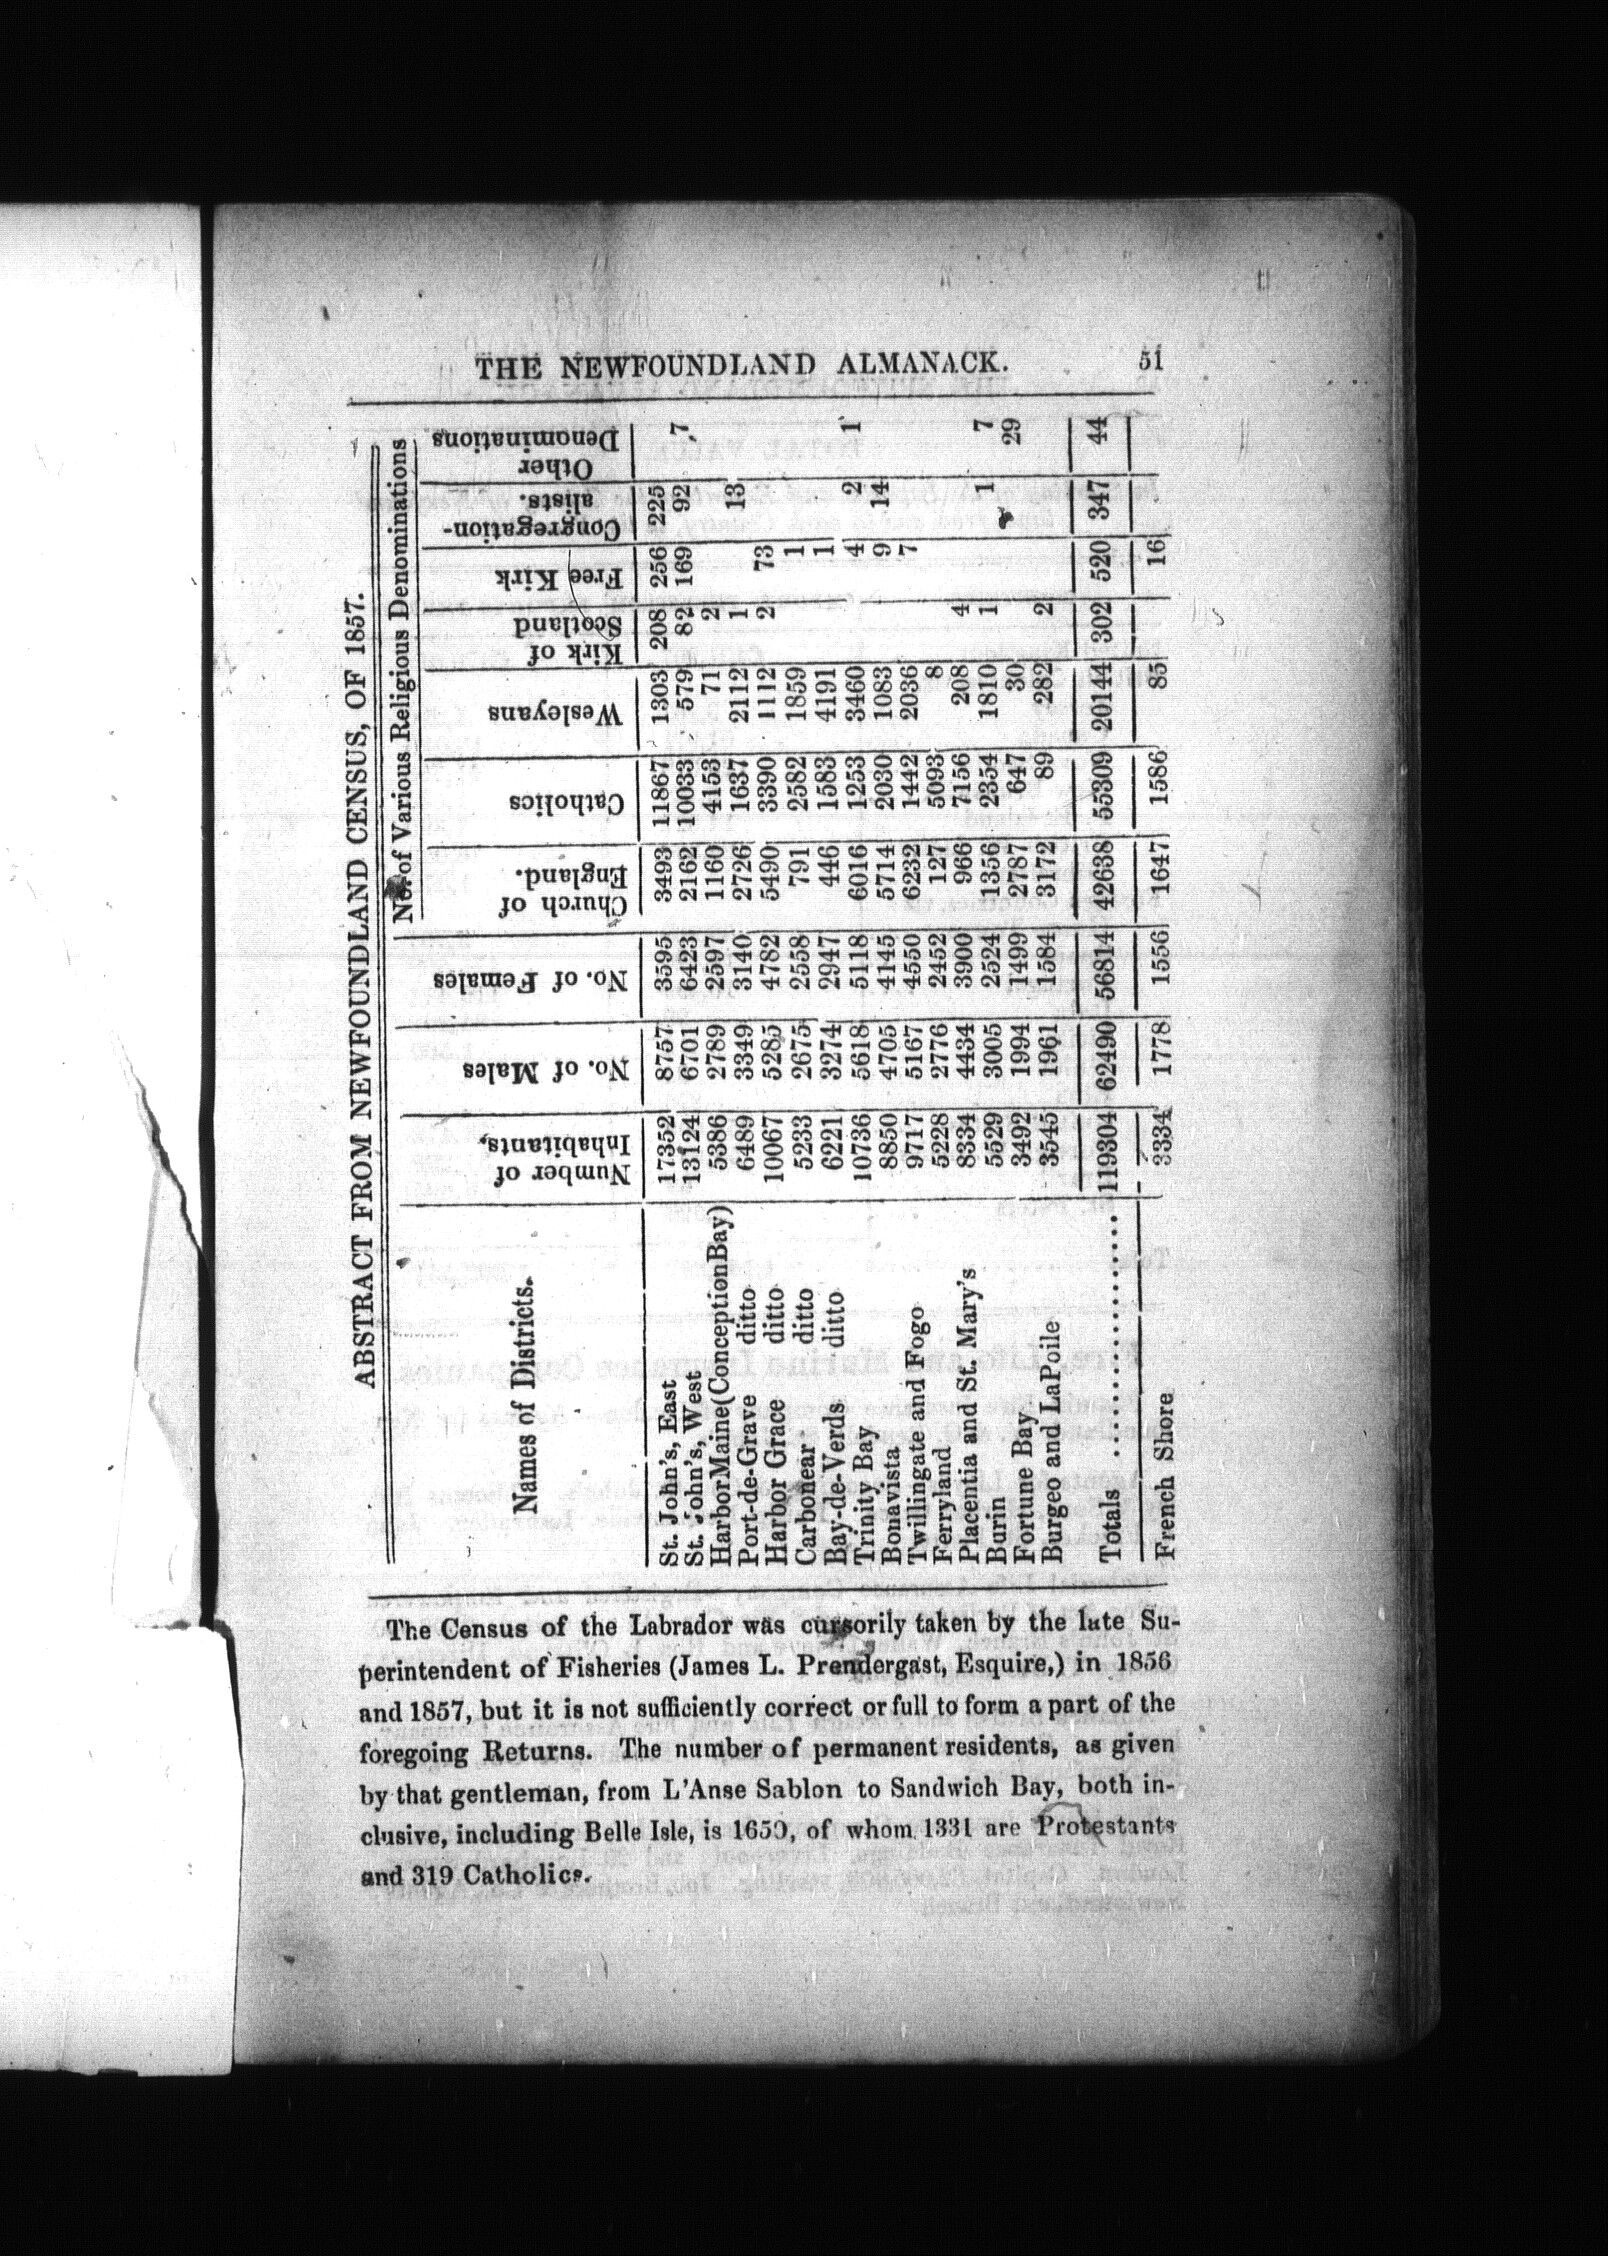 THE NEWFOUNDLAND ALMANACK. 51
ABSTRACT FROM NEWFOUNDLAND CENSUS, OF 1857.
No. of Various Religious Denominations
Names of Districts. Number of Inhabitants, No. of Males No. of Females Church of England. Catholics Wesleyans Kirk of Scotland Free Kirk Congregation-alists. Other Denominations
St. John's, East 17352 8757 3595 3493 11867 1303 208 256 225
St. John's, West 13124 6701 6423 2162 10033 579 82 169 92 7
HarborMaine(ConceptionBay) 5386 2789 2597 1160 4153 71 2
Port-de-Grave ditto 6489 3349 3140 2726 1637 2112 1 13
Harbor Grace ditto 10067 5285 4782 5490 3390 1112 2 73
Carbonear ditto 5233 2675 2558 791 2582 1859 1
Bay-de-Verds ditto 6221 3274 2947 446 1583 4191 1
Trinity Bay 10736 5618 5118 6016 1253 3460 4 2 1
Bonavista 8850 4705 4145 5714 2030 1083 9 14
Twillingate and Fogo 9717 5167 4550 6232 1442 2036 7
Ferryland 5228 2776 2452 127 5093 8
Placentia and St. Mary's 8334 4434 3900 966 7156 208 4
Burin 5529 3005 2524 1356 2354 1810 1 1 7
Fortune Bay 3492 1994 1499 2787 647 30 29
Burgeo and LaPoile 3545 1961 1584 3172 89 282 2
Totals .................... 119304 62490 56814 42638 55309 20144 302 520 347 44
French Shore 3334 1778 1556 1647 1586 85 16
The Census of the Labrador was cursorily taken by the late Su-
perintendent of Fisheries (James L. Prendergast, Esquire,) in 1856
and 1857, but it is not sufficiently correct or full to form a part of the
foregoing Returns. The number of permanent residents, as given
by that gentleman, from L'Anse Sablon to Sandwich Bay, both in-
clusive, including Belle Isle, is 1650, of whom 1331 are Protestants
and 319 Catholics.